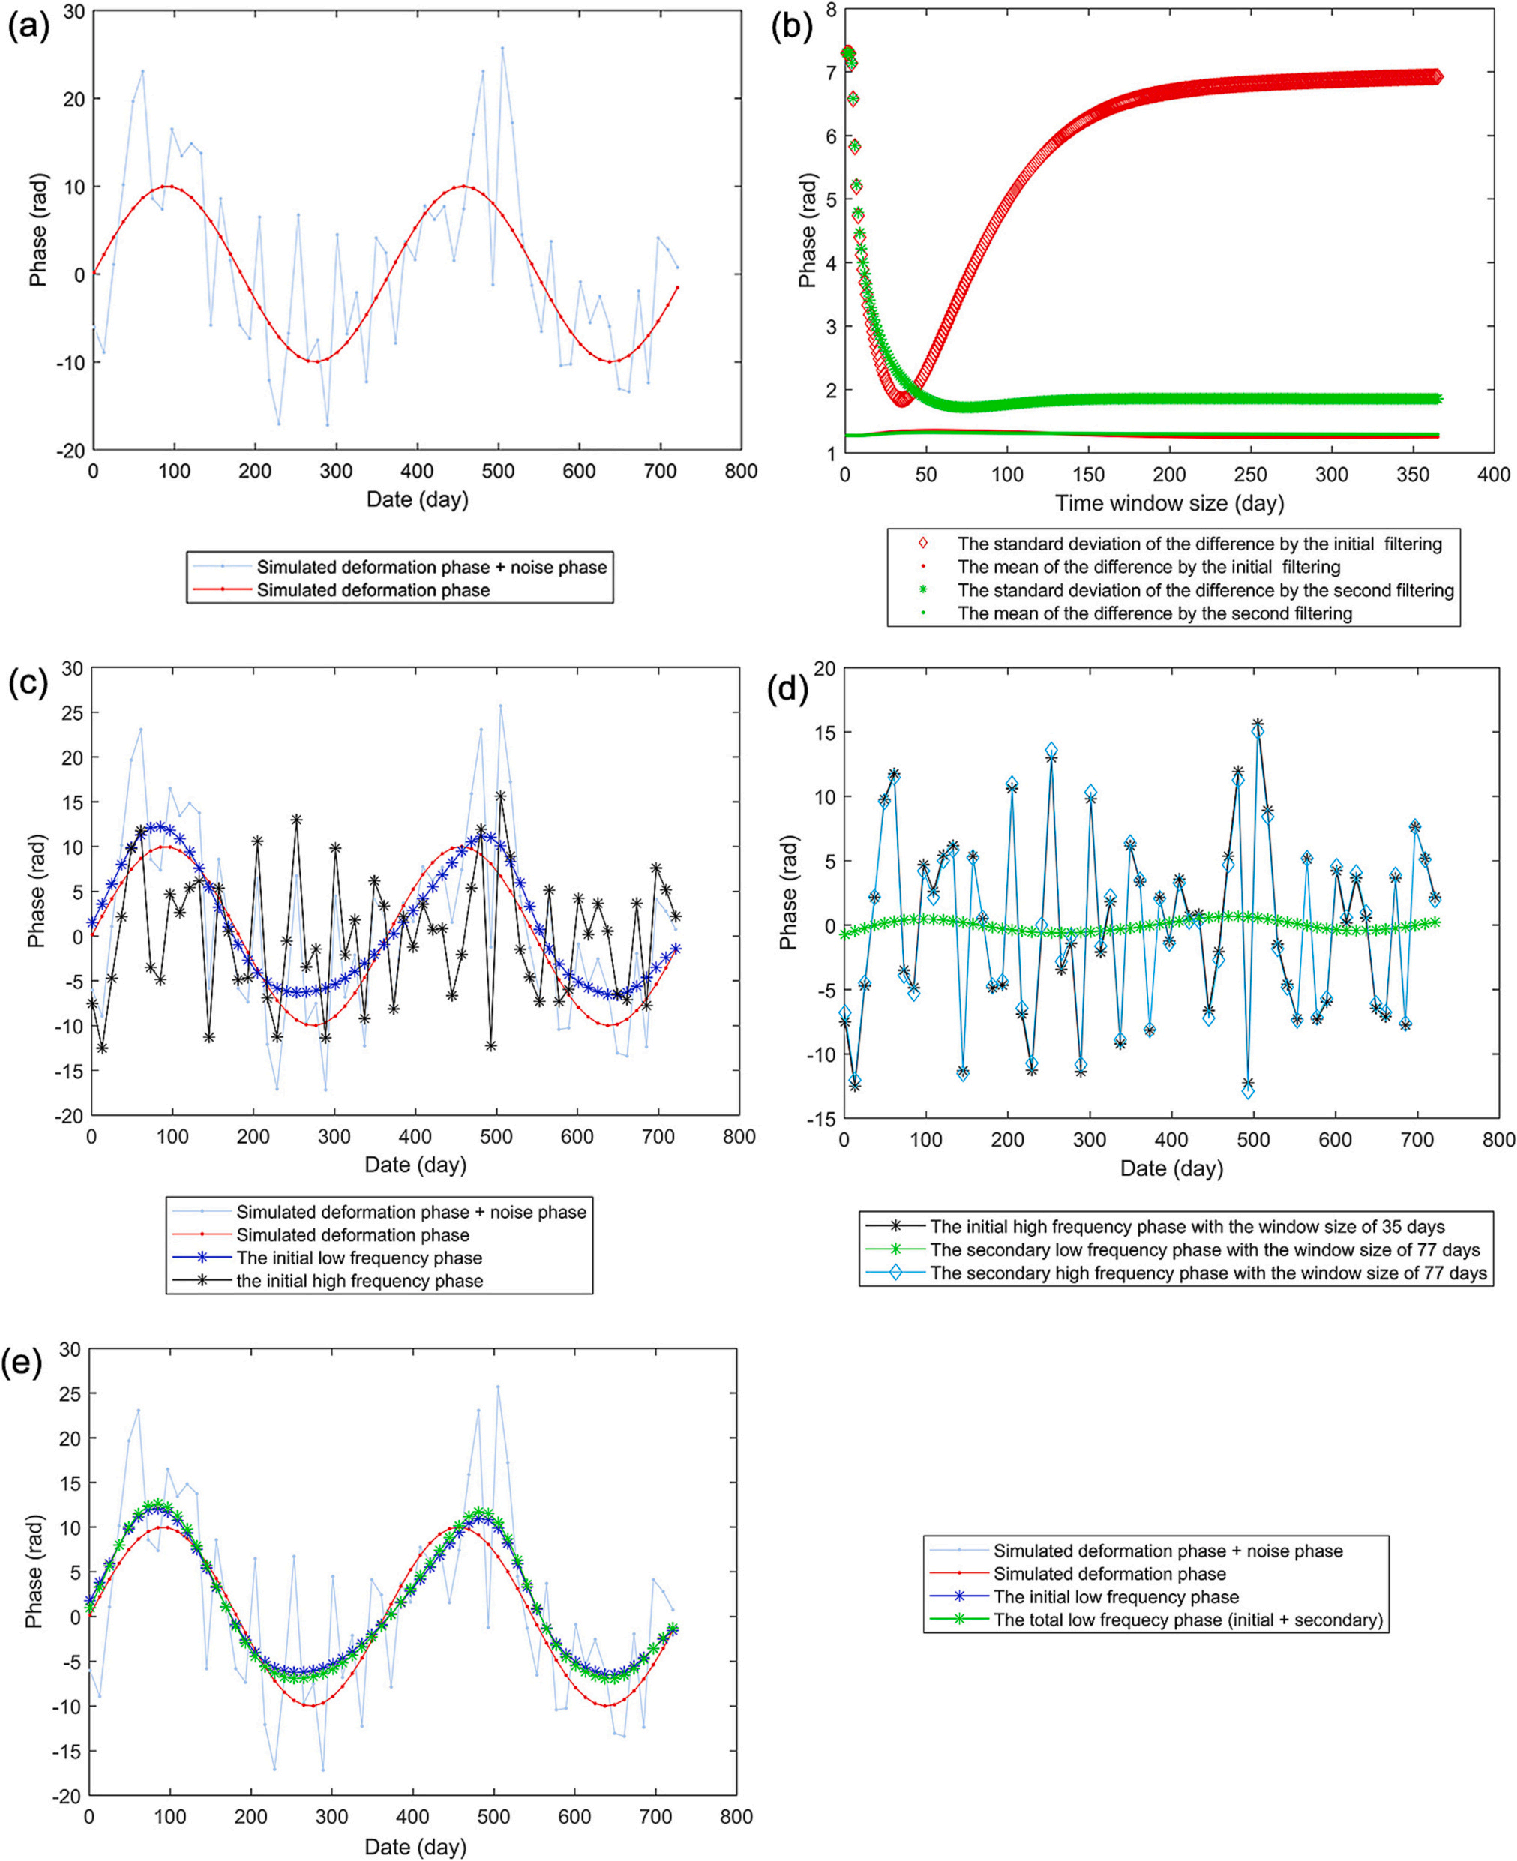 (a)
30
20
10
0
-10
-20
Phase (rad)
0 100 200 300 400 500 600 700 800
Date (day)
Simulated deformation phase + noise phase
Simulated deformation phase
(b)
8
7
6
5
4
3
2
1
Phase (rad)
0 50 100 150 200 250 300 350 400
Time window size (day)
The standard deviation of the difference by the initial filtering
The mean of the difference by the initial filtering
The standard deviation of the difference by the second filtering
The mean of the difference by the second filtering
(c)
30
25
20
15
10
5
0
-5
-10
-15
-20
Phase (rad)
0 100 200 300 400 500 600 700 800
Date (day)
Simulated deformation phase + noise phase
Simulated deformation phase
The initial low frequency phase
the initial high frequency phase
(d)
20
15
10
5
0
-5
-10
-15
Phase (rad)
0 100 200 300 400 500 600 700 800
Date (day)
The initial high frequency phase with the window size of 35 days
The secondary low frequency phase with the window size of 77 days
The secondary high frequency phase with the window size of 77 days
(e)
30
25
20
15
10
5
0
-5
-10
-15
-20
Phase (rad)
0 100 200 300 400 500 600 700 800
Date (day)
Simulated deformation phase + noise phase
Simulated deformation phase
The initial low frequency phase
The total low frequecy phase (initial + secondary)